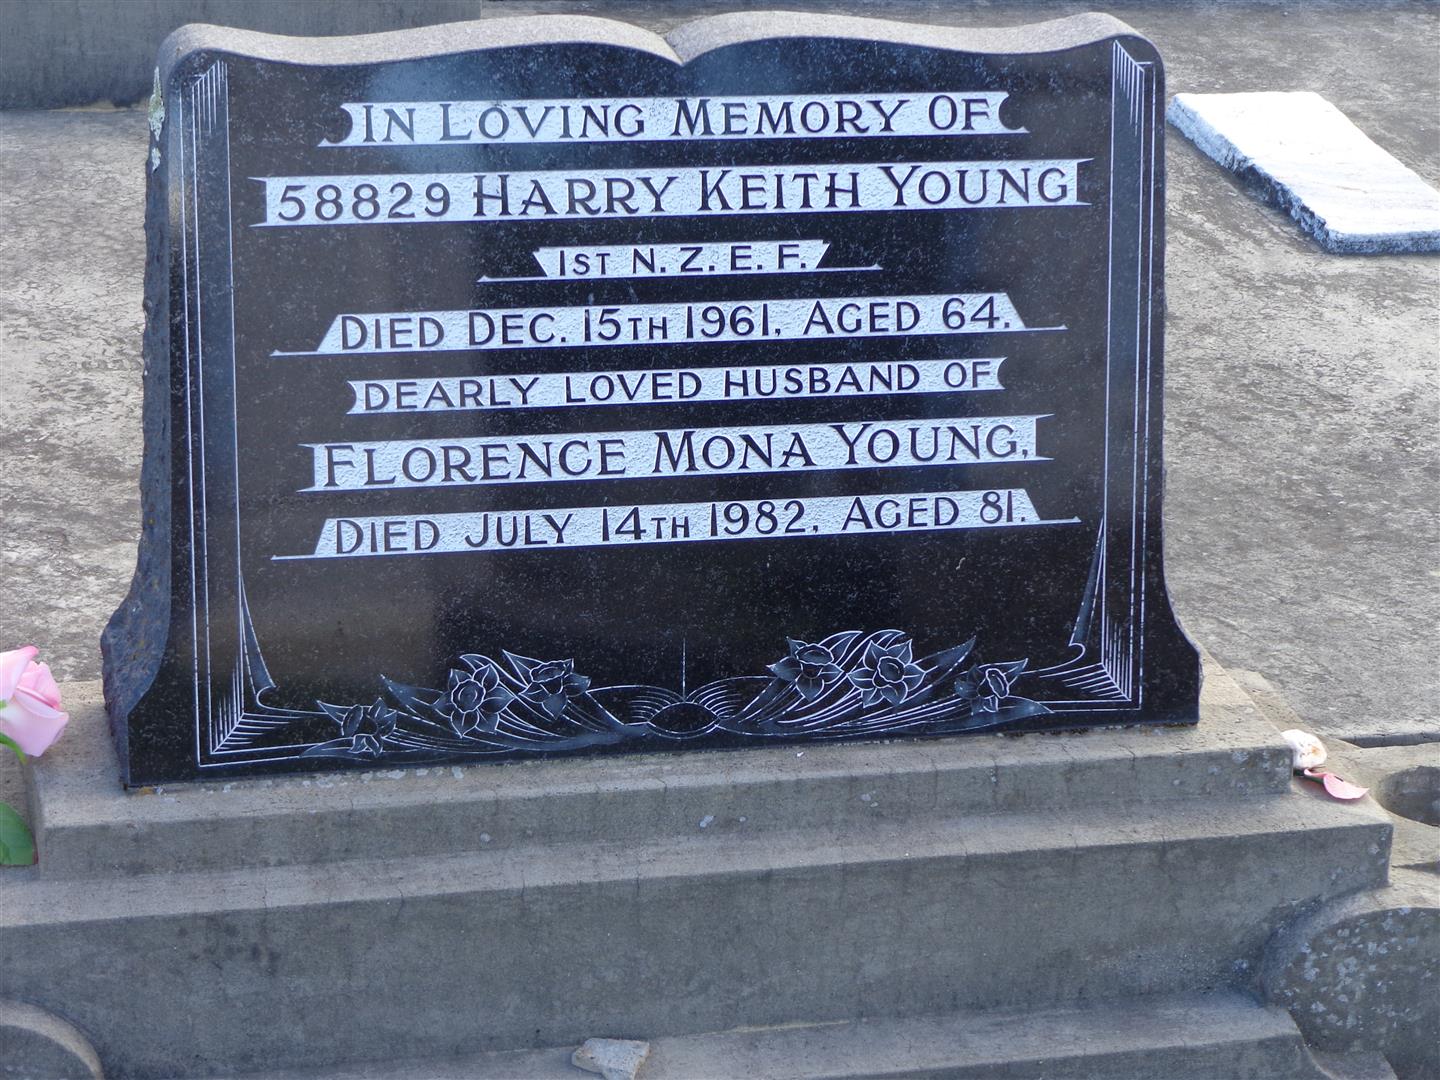 IN LOVING MEMORY OF
58829 HARRY KEITH YOUNG
1ST N.Z.E.F.
DIED DEC. 15TH 1961, AGED 64.
DEARLY LOVED HUSBAND OF
FLORENCE MONA YOUNG,
DIED JULY 14TH 1982, AGED 81.